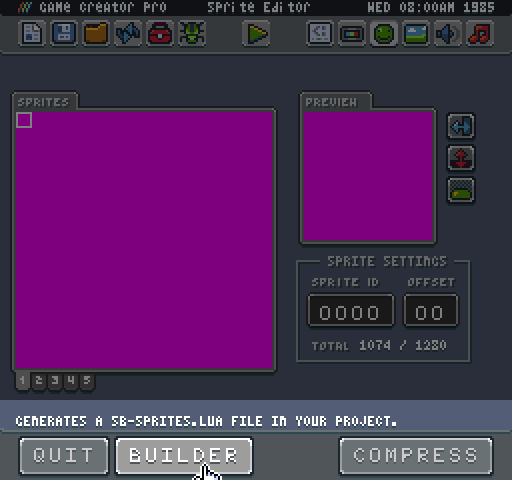 GAME CREATOR PRO SPRITE EDITOR WED 08:00AM 1985
SPRITES PREVIEW
SPRITE SETTINGS
SPRITE ID OFFSET
0000 00
TOTAL 1074 / 1280
1 2 3 4 5
GENERATES A SB-SPRITES.LUA FILE IN YOUR PROJECT.
QUIT BUILDER COMPRESS